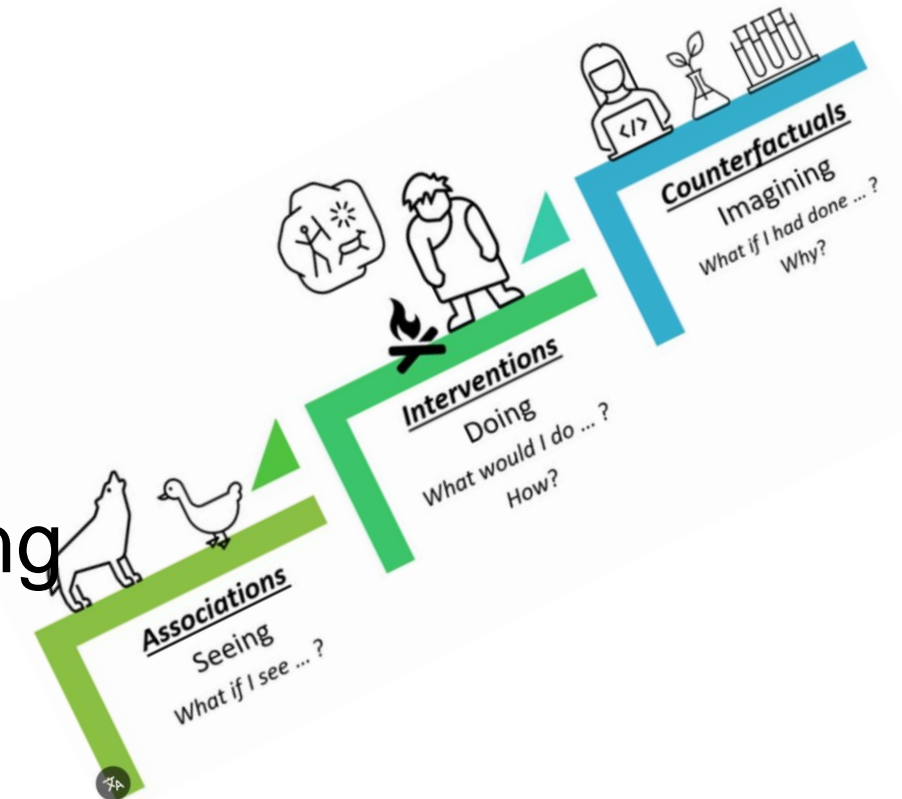 Counterfactuals
Imagining
What if I had done ... ?
Why?
</>
Interventions
Doing
What would I do ... ?
How?
ng
Associations
Seeing
What if I see ... ?